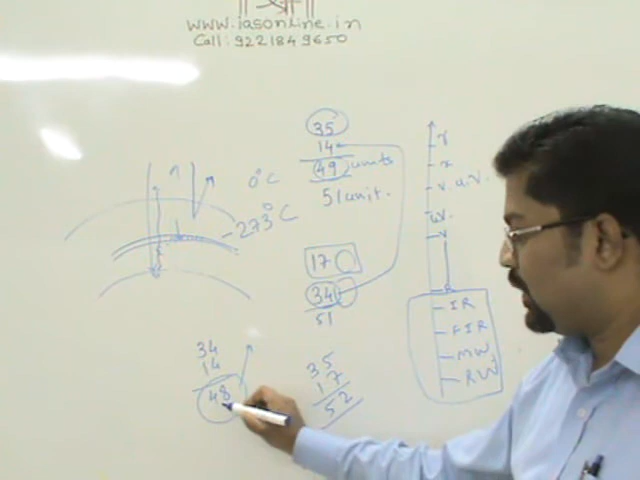 www.iasonline.in
Call: 9221849650
35
14
49 units
51 unit.
0°C
-273°C
17
34
51
34
14
48
35
17
52
γ
x
v.u.v.
uv.
v
R
IR
FIR
MW
RW